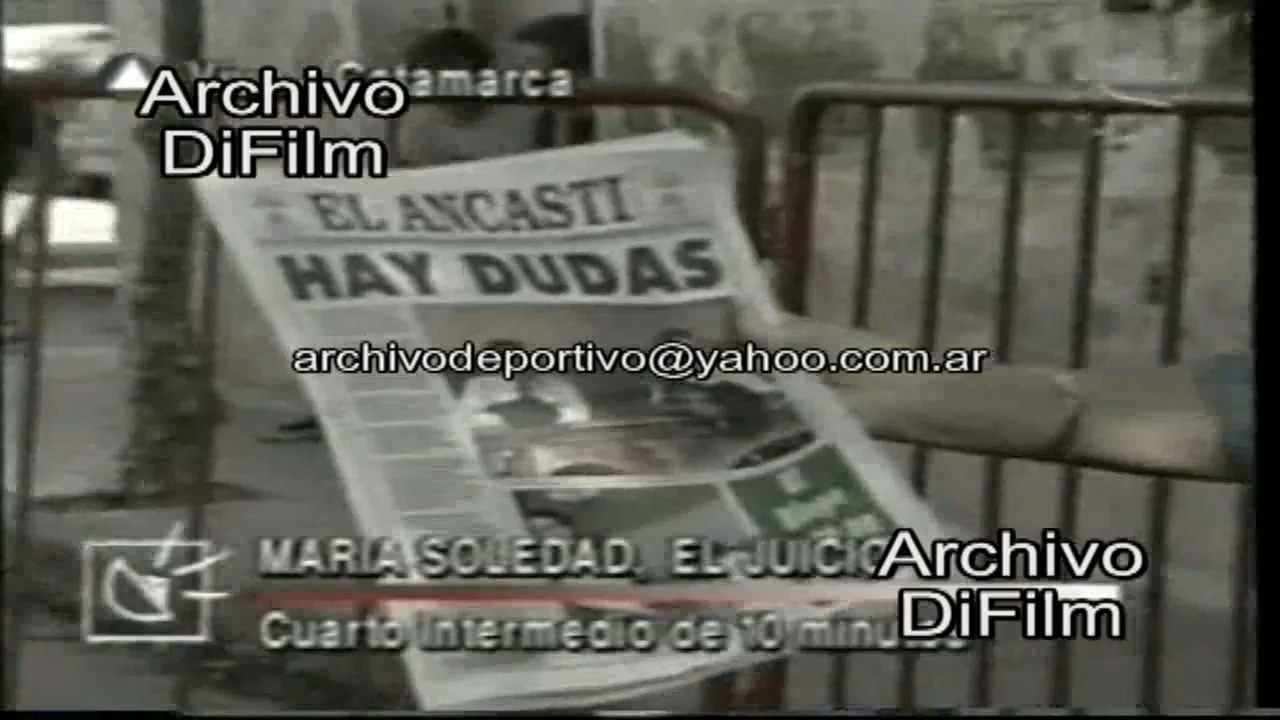 Catamarca
Archivo
DiFilm
EL ANCASTI
HAY DUDAS
archivodeportivo@yahoo.com.ar
MARIA SOLEDAD, EL JUICIO
Archivo
DiFilm
Cuarto intermedio de 10 minutos